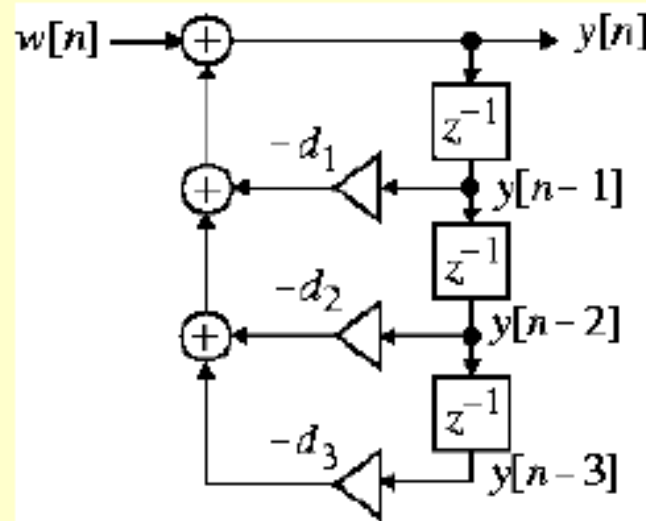 w[n] + y[n]
z⁻¹
−d₁
+ y[n−1]
z⁻¹
−d₂
+ y[n−2]
z⁻¹
−d₃
y[n−3]